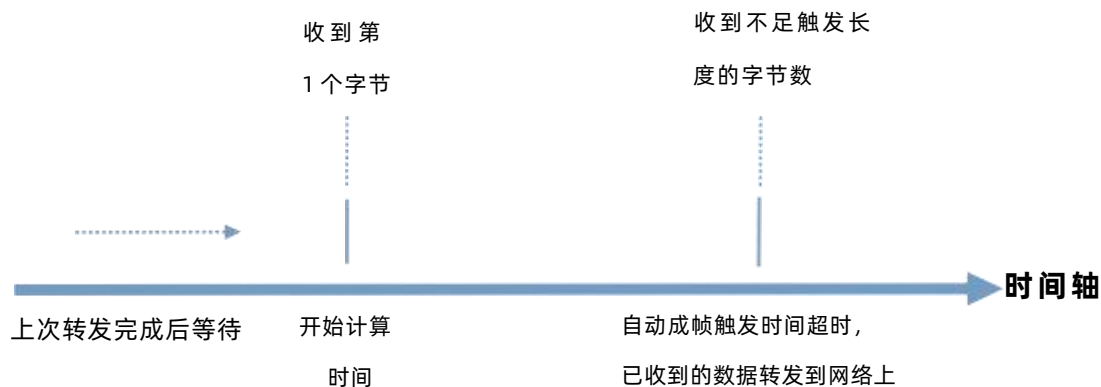 收到第
1个字节
收到不足触发长
度的字节数
时间轴
上次转发完成后等待
开始计算
时间
自动成帧触发时间超时，
已收到的数据转发到网络上